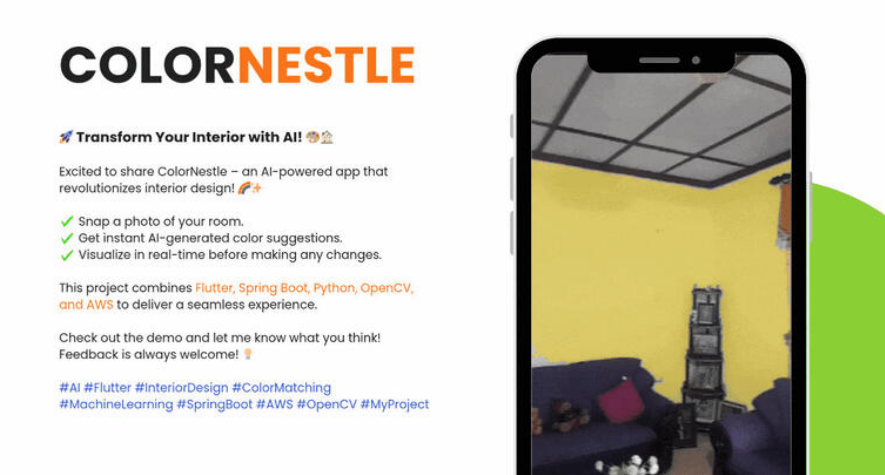 COLORNESTLE
🚀 Transform Your Interior with AI! 🎨🏠
Excited to share ColorNestle – an AI-powered app that
revolutionizes interior design! 🌈✨
✓ Snap a photo of your room.
✓ Get instant AI-generated color suggestions.
✓ Visualize in real-time before making any changes.
This project combines Flutter, Spring Boot, Python, OpenCV,
and AWS to deliver a seamless experience.
Check out the demo and let me know what you think!
Feedback is always welcome! 💡
#AI #Flutter #InteriorDesign #ColorMatching
#MachineLearning #SpringBoot #AWS #OpenCV #MyProject